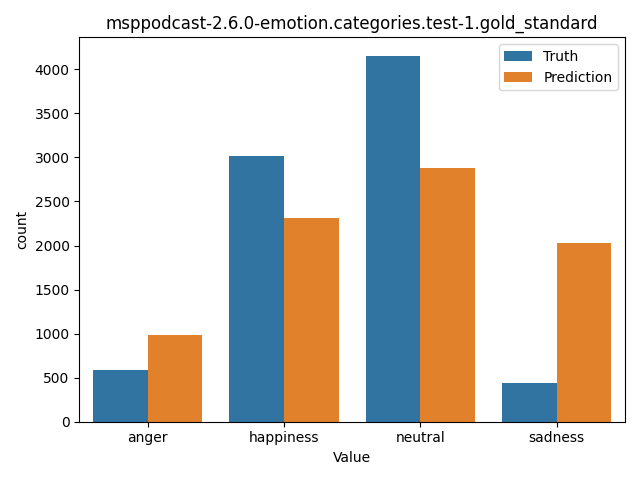 msppodcast-2.6.0-emotion.categories.test-1.gold_standard
Truth
Prediction
4000
3500
3000
2500
2000
1500
1000
500
0
count
anger happiness neutral sadness
Value